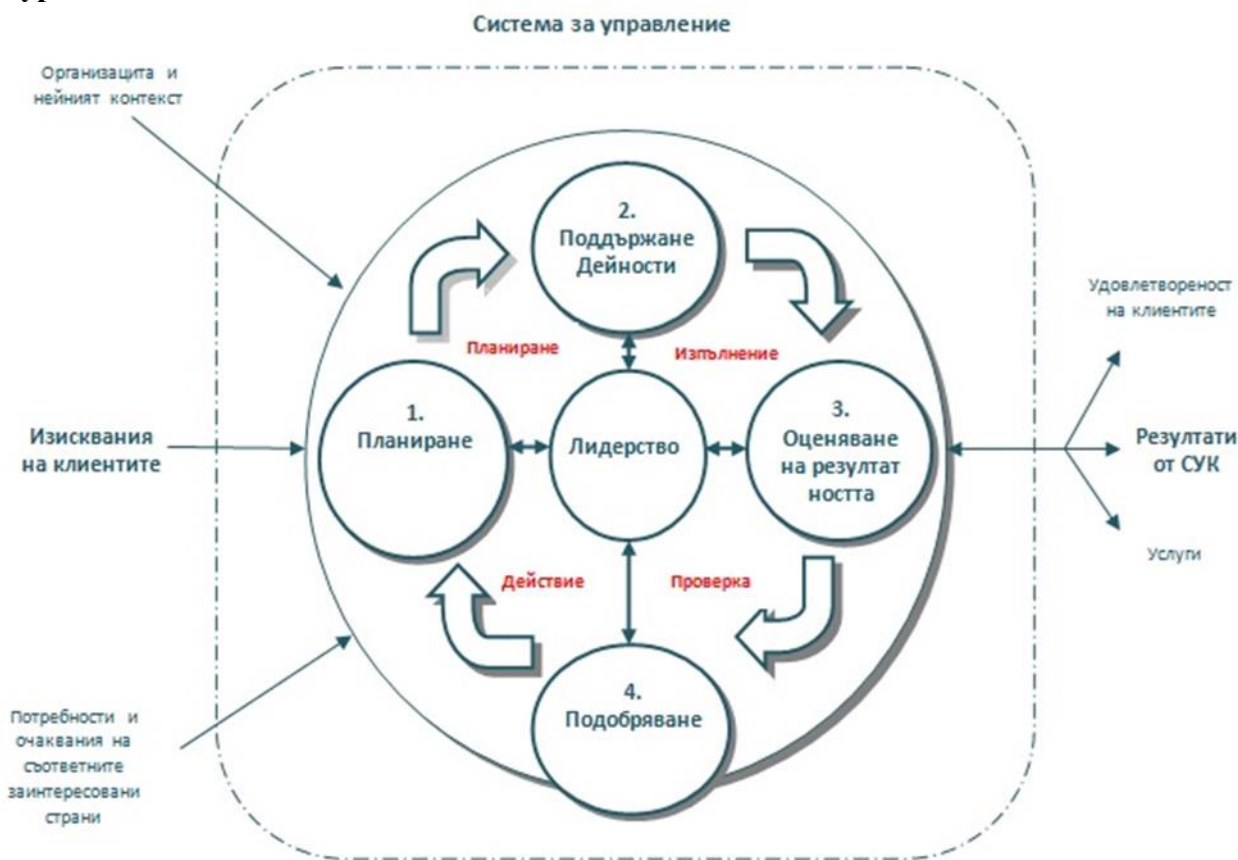 Система за управление
Организацита и
нейният контекст
2.
Поддържане
Дейности
Удовлетвореност
на клиентите
Планиране
Изпълнение
1.
Планиране
Лидерство
3.
Оценяване
на резултат
ността
Изисквания
на клиентите
Резултати
от СУК
Действие
Проверка
Услуги
4.
Подобряване
Потребности и
очаквания на
съответните
заинтересовани
страни